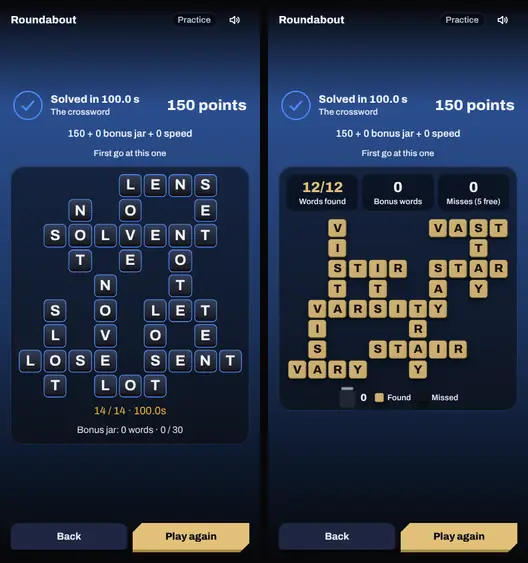 Roundabout
Practice
Solved in 100.0 s
The crossword
150 points
150 + 0 bonus jar + 0 speed
First go at this one
L E N S
N O E
S O L V E N T
T E O
N T
S O L E T
L V O E
L O S E S E N T
T L O T
14 / 14 · 100.0s
Bonus jar: 0 words · 0 / 30
Back
Play again
Roundabout
Practice
Solved in 100.0 s
The crossword
150 points
150 + 0 bonus jar + 0 speed
First go at this one
12/12
Words found
0
Bonus words
0
Misses (5 free)
V V A S T
I T
S T I R S T A R
T T A Y
V A R S I T Y
I R
S S T A I R
V A R Y Y
0
Found
Missed
Back
Play again